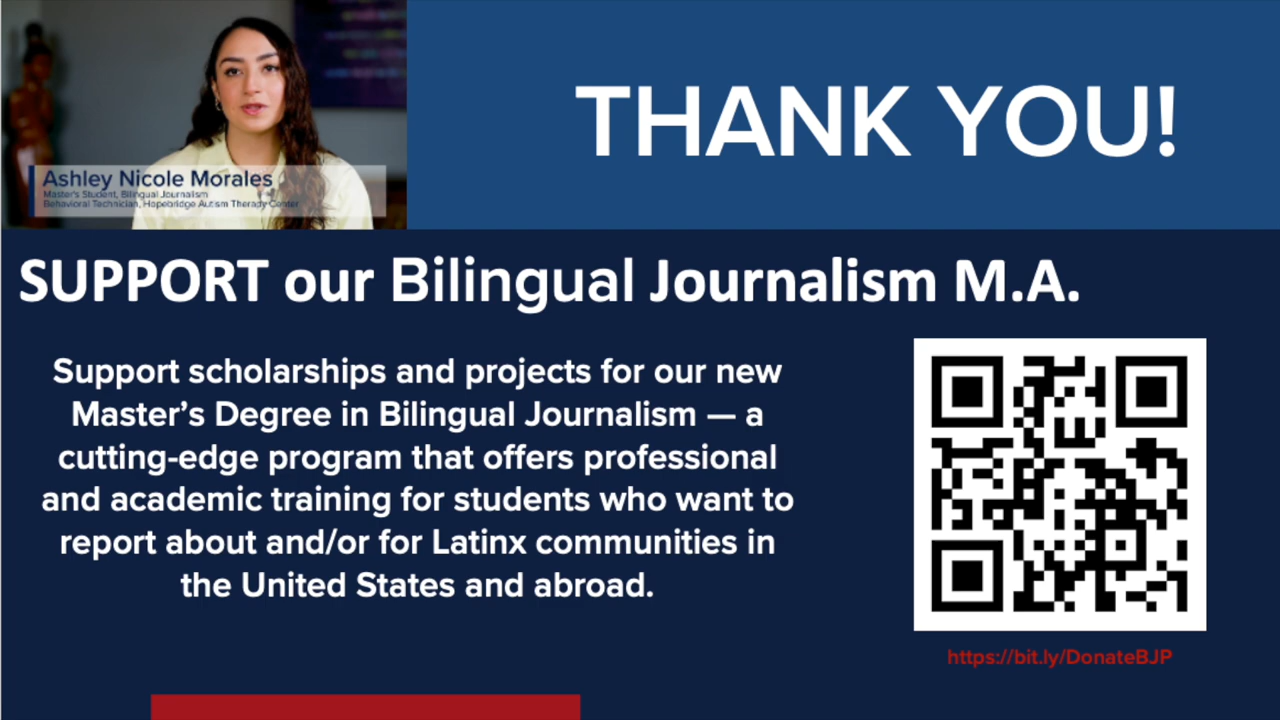 Ashley Nicole Morales
Master's Student, Bilingual Journalism
Behavioral Technician, Hopebridge Autism Therapy Center
THANK YOU!
SUPPORT our Bilingual Journalism M.A.
Support scholarships and projects for our new
Master’s Degree in Bilingual Journalism — a
cutting-edge program that offers professional
and academic training for students who want to
report about and/or for Latinx communities in
the United States and abroad.
https://bit.ly/DonateBJP